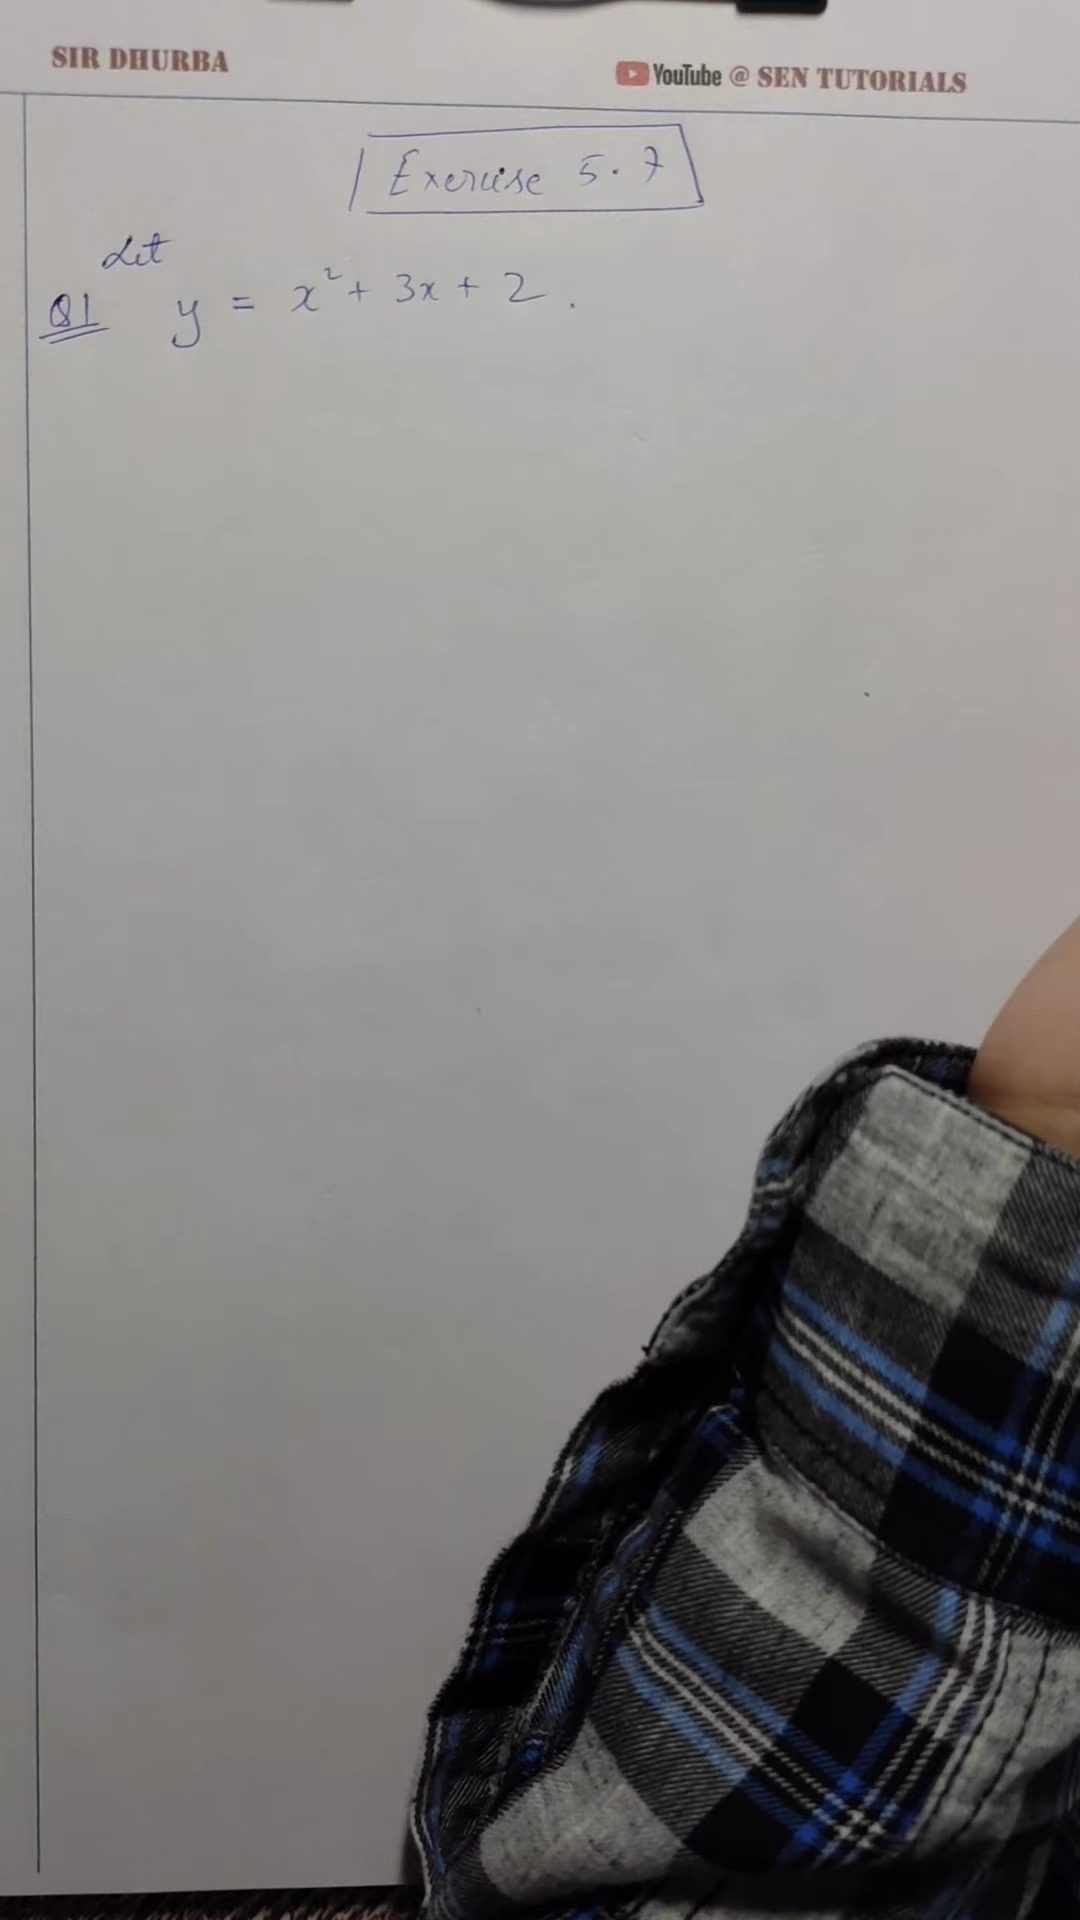 SIR DHURBA
YouTube @ SEN TUTORIALS
Exercise 5.7
Let
Q1 y = x² + 3x + 2 .